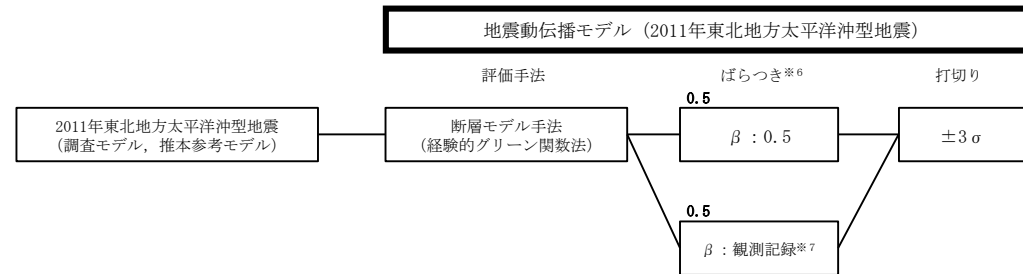 地震動伝播モデル（2011年東北地方太平洋沖型地震）
評価手法 ばらつき※6 打切り
0.5
2011年東北地方太平洋沖型地震
（調査モデル，推本参考モデル）
断層モデル手法
（経験的グリーン関数法）
β：0.5
±3σ
0.5
β：観測記録※7